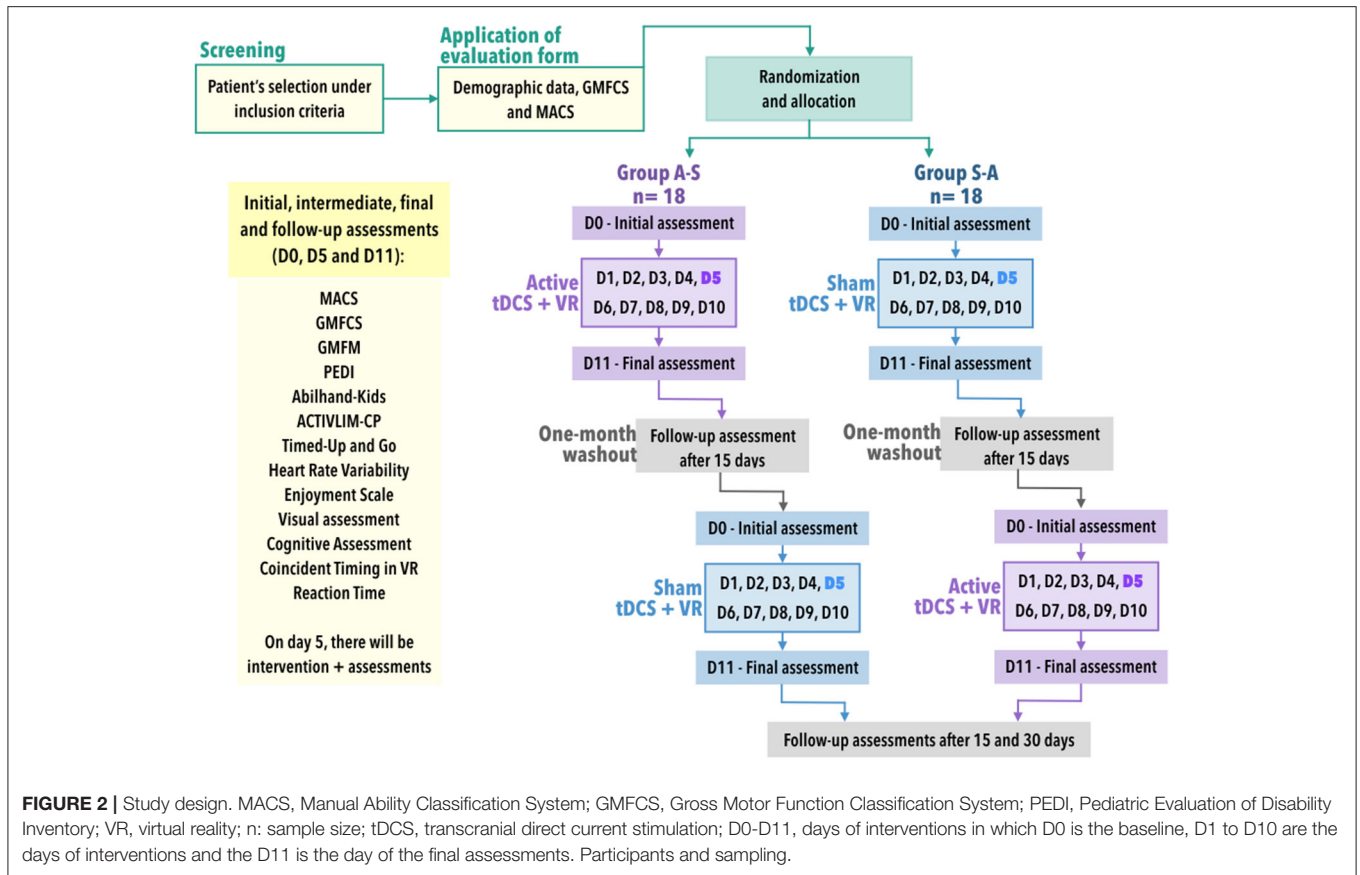 Screening
Patient's selection under
inclusion criteria
Application of
evaluation form
Demographic data, GMFCS
and MACS
Randomization
and allocation
Initial, intermediate, final
and follow-up assessments
(D0, D5 and D11):
MACS
GMFCS
GMFM
PEDI
Abilhand-Kids
ACTIVLIM-CP
Timed-Up and Go
Heart Rate Variability
Enjoyment Scale
Visual assessment
Cognitive Assessment
Coincident Timing in VR
Reaction Time
On day 5, there will be
intervention + assessments
Group A-S
n= 18
D0 - Initial assessment
Active
tDCS + VR
D1, D2, D3, D4, D5
D6, D7, D8, D9, D10
D11 - Final assessment
One-month
washout
Follow-up assessment
after 15 days
D0 - Initial assessment
Sham
tDCS + VR
D1, D2, D3, D4, D5
D6, D7, D8, D9, D10
D11 - Final assessment
Group S-A
n= 18
D0 - Initial assessment
Sham
tDCS + VR
D1, D2, D3, D4, D5
D6, D7, D8, D9, D10
D11 - Final assessment
One-month
washout
Follow-up assessment
after 15 days
D0 - Initial assessment
Active
tDCS + VR
D1, D2, D3, D4, D5
D6, D7, D8, D9, D10
D11 - Final assessment
Follow-up assessments after 15 and 30 days
FIGURE 2 | Study design. MACS, Manual Ability Classification System; GMFCS, Gross Motor Function Classification System; PEDI, Pediatric Evaluation of Disability
Inventory; VR, virtual reality; n: sample size; tDCS, transcranial direct current stimulation; D0-D11, days of interventions in which D0 is the baseline, D1 to D10 are the
days of interventions and the D11 is the day of the final assessments. Participants and sampling.